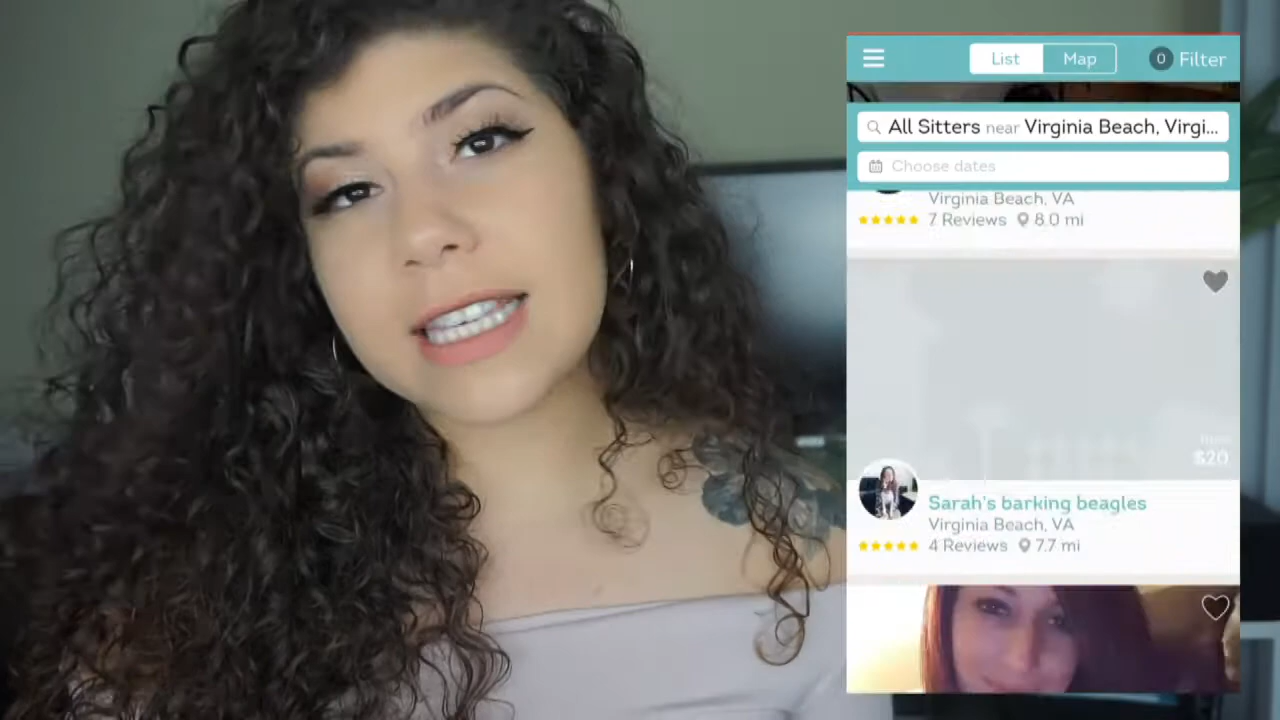 List
Map
0
Filter
All Sitters near Virginia Beach, Virgi...
Choose dates
Virginia Beach, VA
7 Reviews 8.0 mi
from
$20
Sarah's barking beagles
Virginia Beach, VA
4 Reviews 7.7 mi